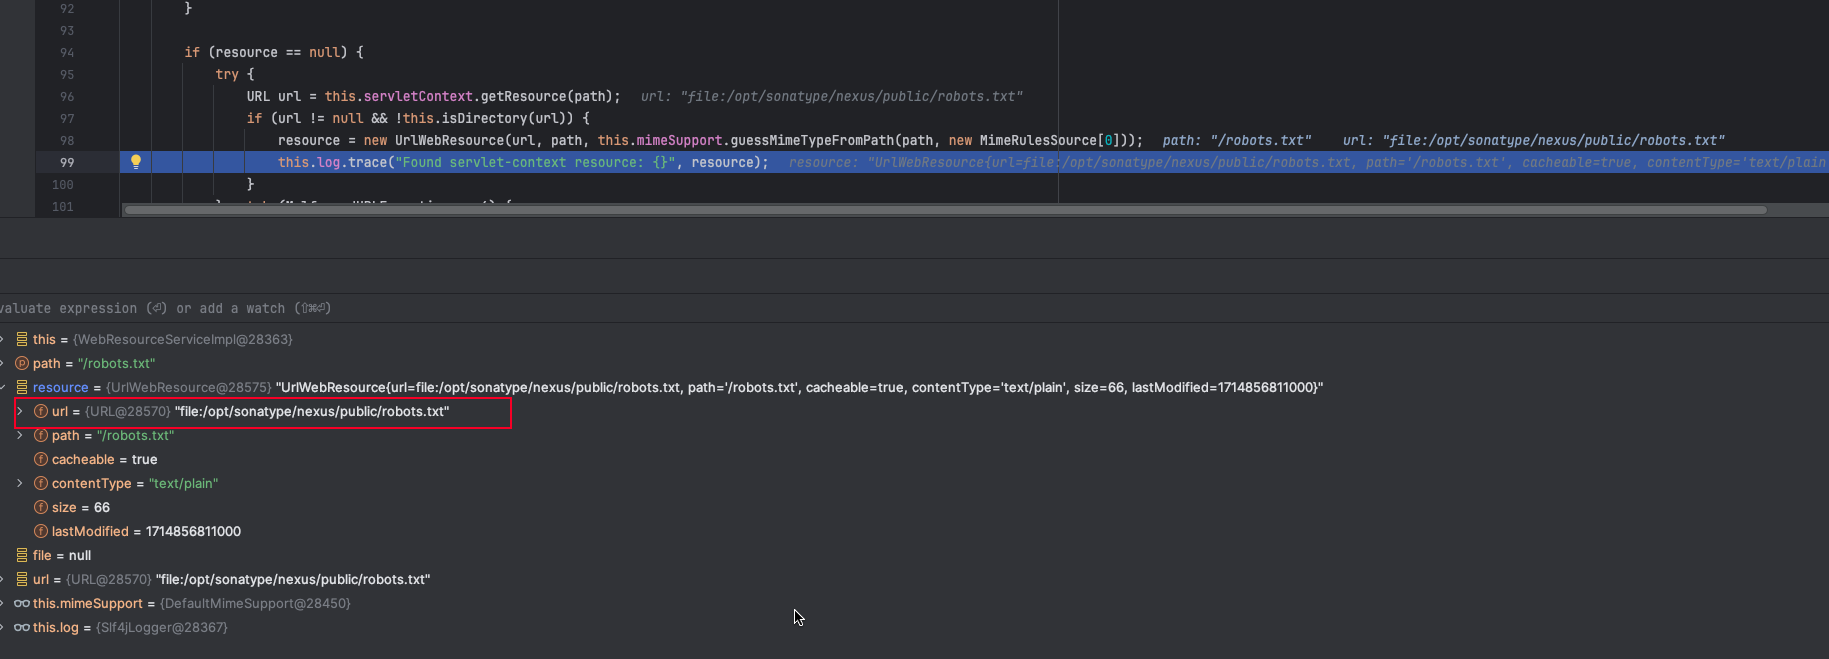 92 }
93
94 if (resource == null) {
95 try {
96 URL url = this.servletContext.getResource(path); url: "file:/opt/sonatype/nexus/public/robots.txt"
97 if (url != null && !this.isDirectory(url)) {
98 resource = new UrlWebResource(url, path, this.mimeSupport.guessMimeTypeFromPath(path, new MimeRulesSource[0])); path: "/robots.txt" url: "file:/opt/sonatype/nexus/public/robots.txt"
99 this.log.trace("Found servlet-context resource: {}", resource); resource: "UrlWebResource{url=file:/opt/sonatype/nexus/public/robots.txt, path='/robots.txt', cacheable=true, contentType='text/plain
100 }
101
valuate expression (⏎) or add a watch (⇧⌘⏎)
this = {WebResourceServiceImpl@28363}
path = "/robots.txt"
resource = {UrlWebResource@28575} "UrlWebResource{url=file:/opt/sonatype/nexus/public/robots.txt, path='/robots.txt', cacheable=true, contentType='text/plain', size=66, lastModified=1714856811000}"
url = {URL@28570} "file:/opt/sonatype/nexus/public/robots.txt"
path = "/robots.txt"
cacheable = true
contentType = "text/plain"
size = 66
lastModified = 1714856811000
file = null
url = {URL@28570} "file:/opt/sonatype/nexus/public/robots.txt"
this.mimeSupport = {DefaultMimeSupport@28450}
this.log = {Slf4jLogger@28367}